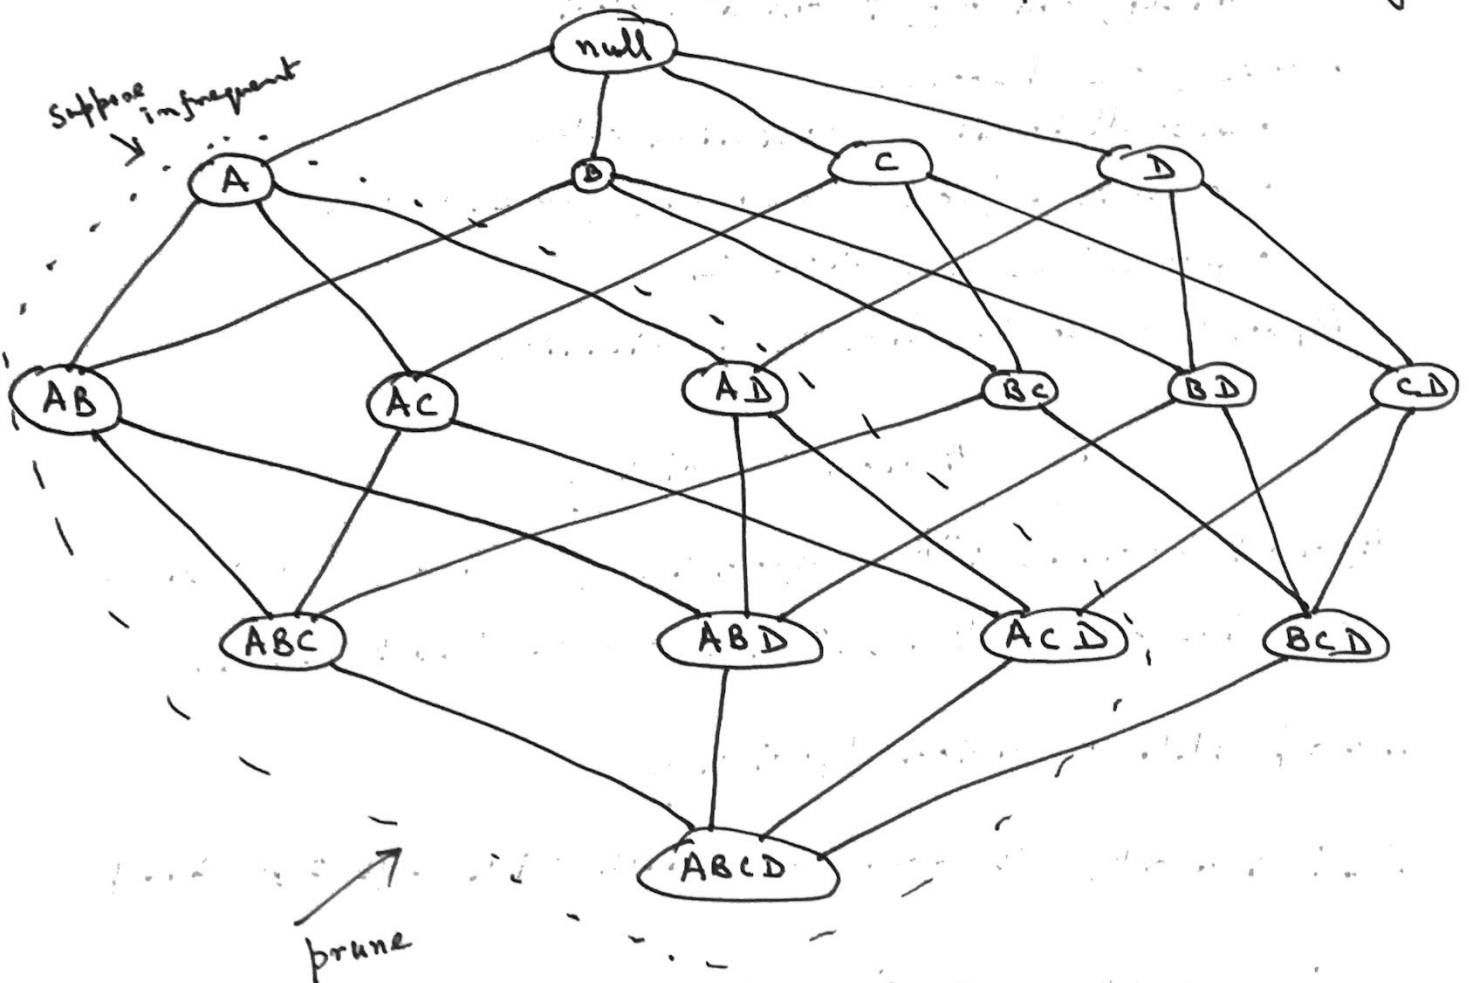 null
suppose
infrequent
A
B
C
D
AB
AC
AD
BC
BD
CD
ABC
ABD
ACD
BCD
ABCD
prune